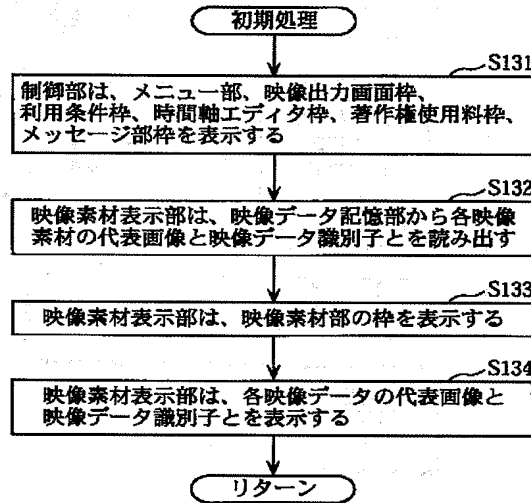 初期処理
S131
制御部は、メニュー部、映像出力画面枠、
利用条件枠、時間軸エディタ枠、著作権使用料枠、
メッセージ部枠を表示する
S132
映像素材表示部は、映像データ記憶部から各映像
素材の代表画像と映像データ識別子とを読み出す
S133
映像素材表示部は、映像素材部の枠を表示する
S134
映像素材表示部は、各映像データの代表画像と
映像データ識別子とを表示する
リターン